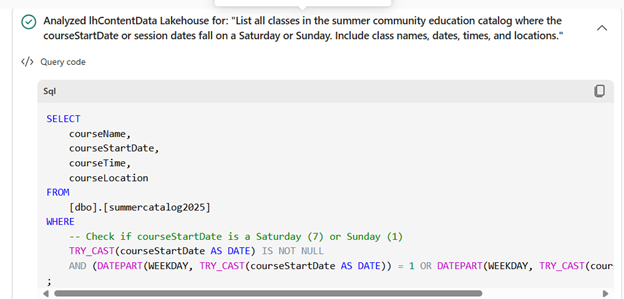 Analyzed lhContentData Lakehouse for: "List all classes in the summer community education catalog where the
courseStartDate or session dates fall on a Saturday or Sunday. Include class names, dates, times, and locations."
</> Query code
Sql
SELECT
courseName,
courseStartDate,
courseTime,
courseLocation
FROM
[dbo].[summercatalog2025]
WHERE
-- Check if courseStartDate is a Saturday (7) or Sunday (1)
TRY_CAST(courseStartDate AS DATE) IS NOT NULL
AND (DATEPART(WEEKDAY, TRY_CAST(courseStartDate AS DATE)) = 1 OR DATEPART(WEEKDAY, TRY_CAST(cour
;